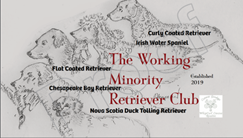 Curly Coated Retriever
Irish Water Spaniel
Flat Coated Retriever
The Working
Minority
Retriever Club
Established
2019
Chesapeake Bay Retriever
Nova Scotia Duck Tolling Retriever